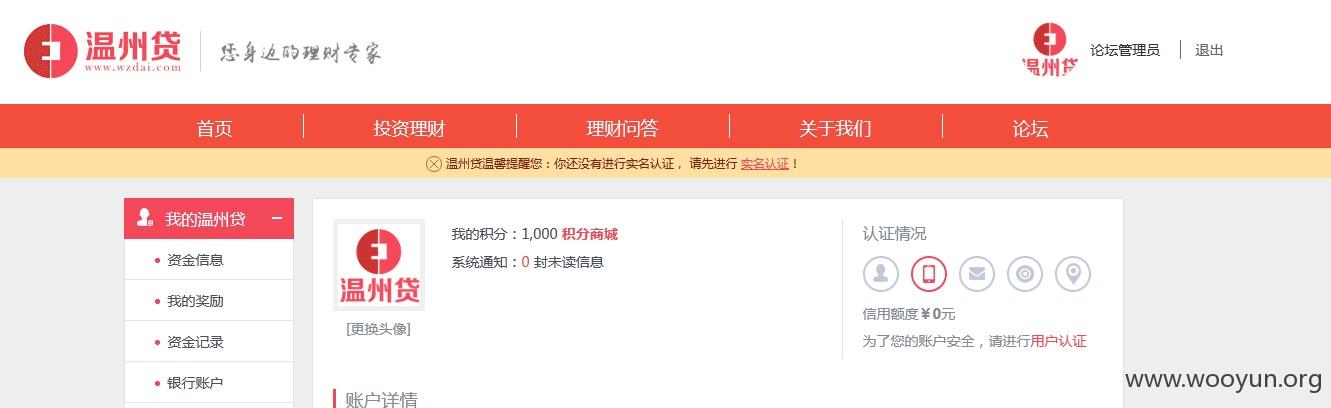 温州贷
www.wzdai.com
您身边的理财专家
温州贷
论坛管理员
退出
首页
投资理财
理财问答
关于我们
论坛
温州贷温馨提醒您：你还没有进行实名认证， 请先进行 实名认证！
我的温州贷
资金信息
我的奖励
资金记录
银行账户
温州贷
[更换头像]
我的积分：1,000 积分商城
系统通知：0 封未读信息
认证情况
信用额度￥0元
为了您的账户安全，请进行用户认证
账户详情
www.wooyun.org